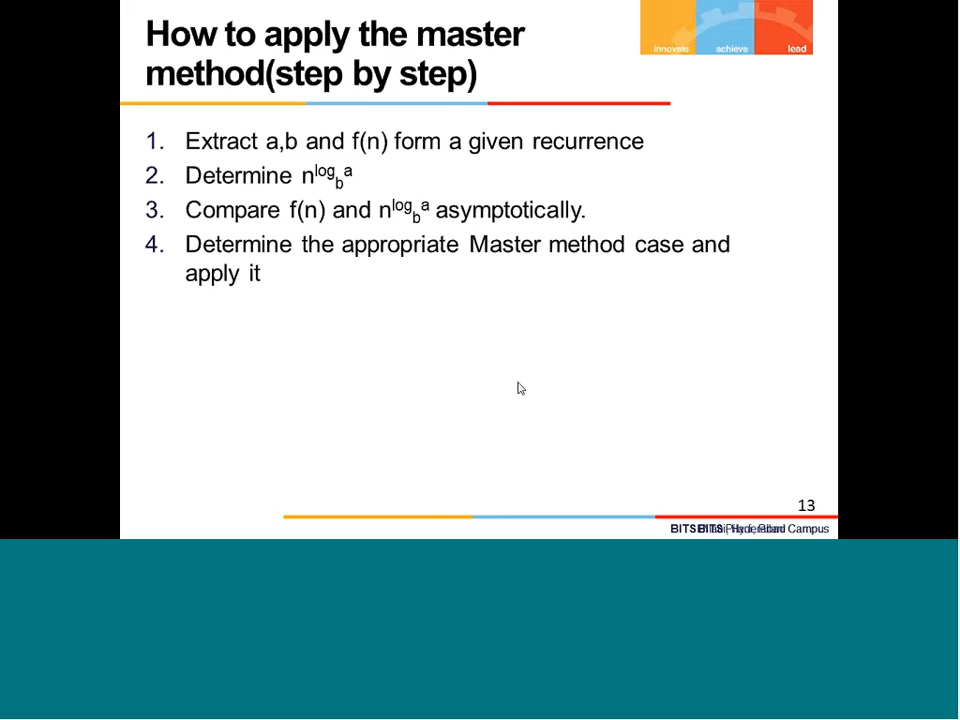 How to apply the master
method(step by step)
innovate achieve lead
1. Extract a,b and f(n) form a given recurrence
2. Determine n^log_b^a
3. Compare f(n) and n^log_b^a asymptotically.
4. Determine the appropriate Master method case and
apply it
13
BITS Campus